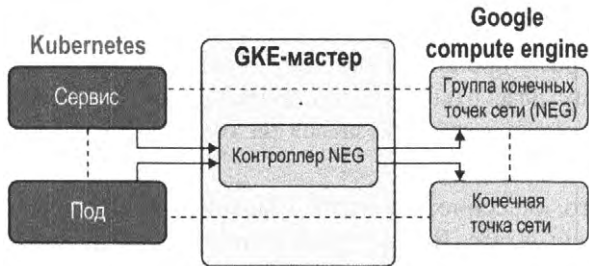 Kubernetes
GKE-мастер
Google
compute engine
Сервис
Группа конечных
точек сети (NEG)
Контроллер NEG
Под
Конечная
точка сети